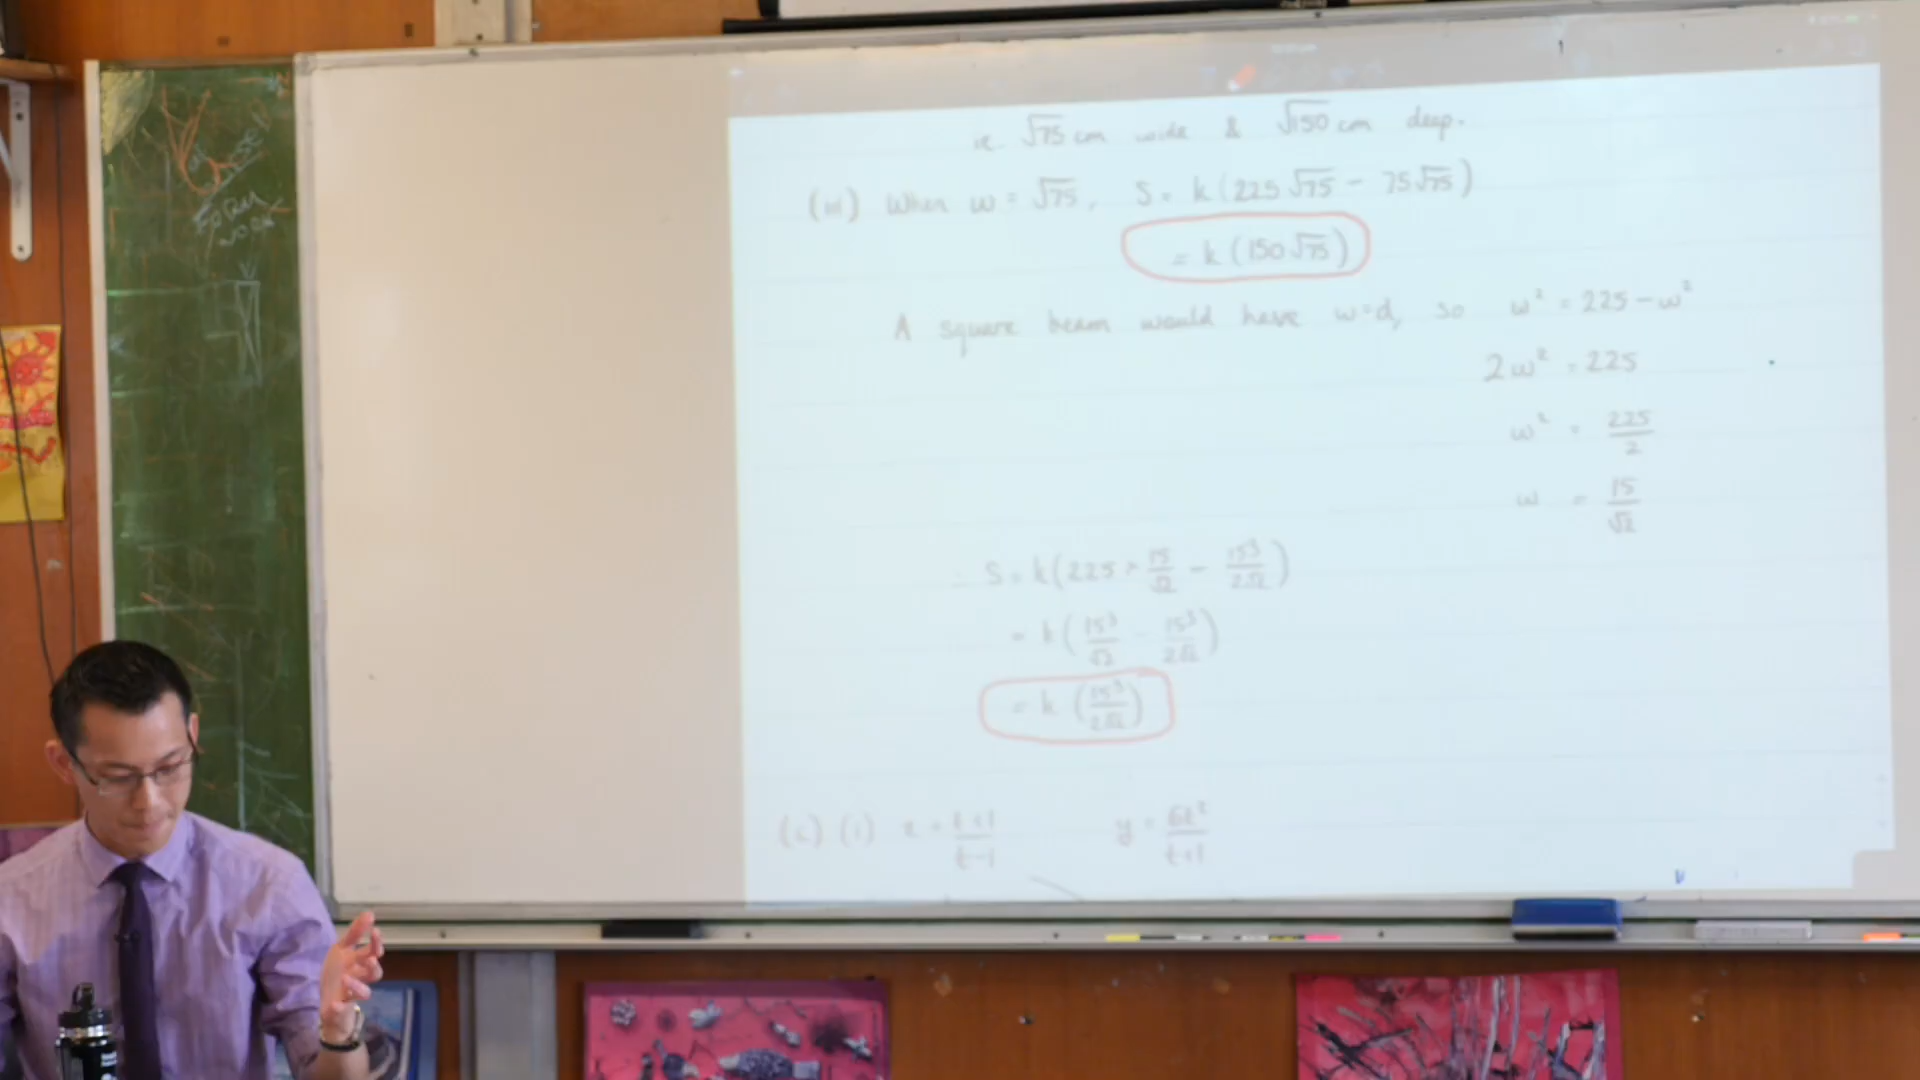 ie. √75 cm wide & √150 cm deep.
(iii) When w = √75, S = k(225√75 - 75√75)
= k(150√75)
A square beam would have w=d, so w² = 225 - w²
2w² = 225
w² = 225/2
w = 15/√2
S = k(225 × 15/√2 - 15³/2√2)
= k(15³/√2 - 15³/2√2)
= k(15³/2√2)
(c) (i) x = t+1/t-1 y = 6t²/t+1